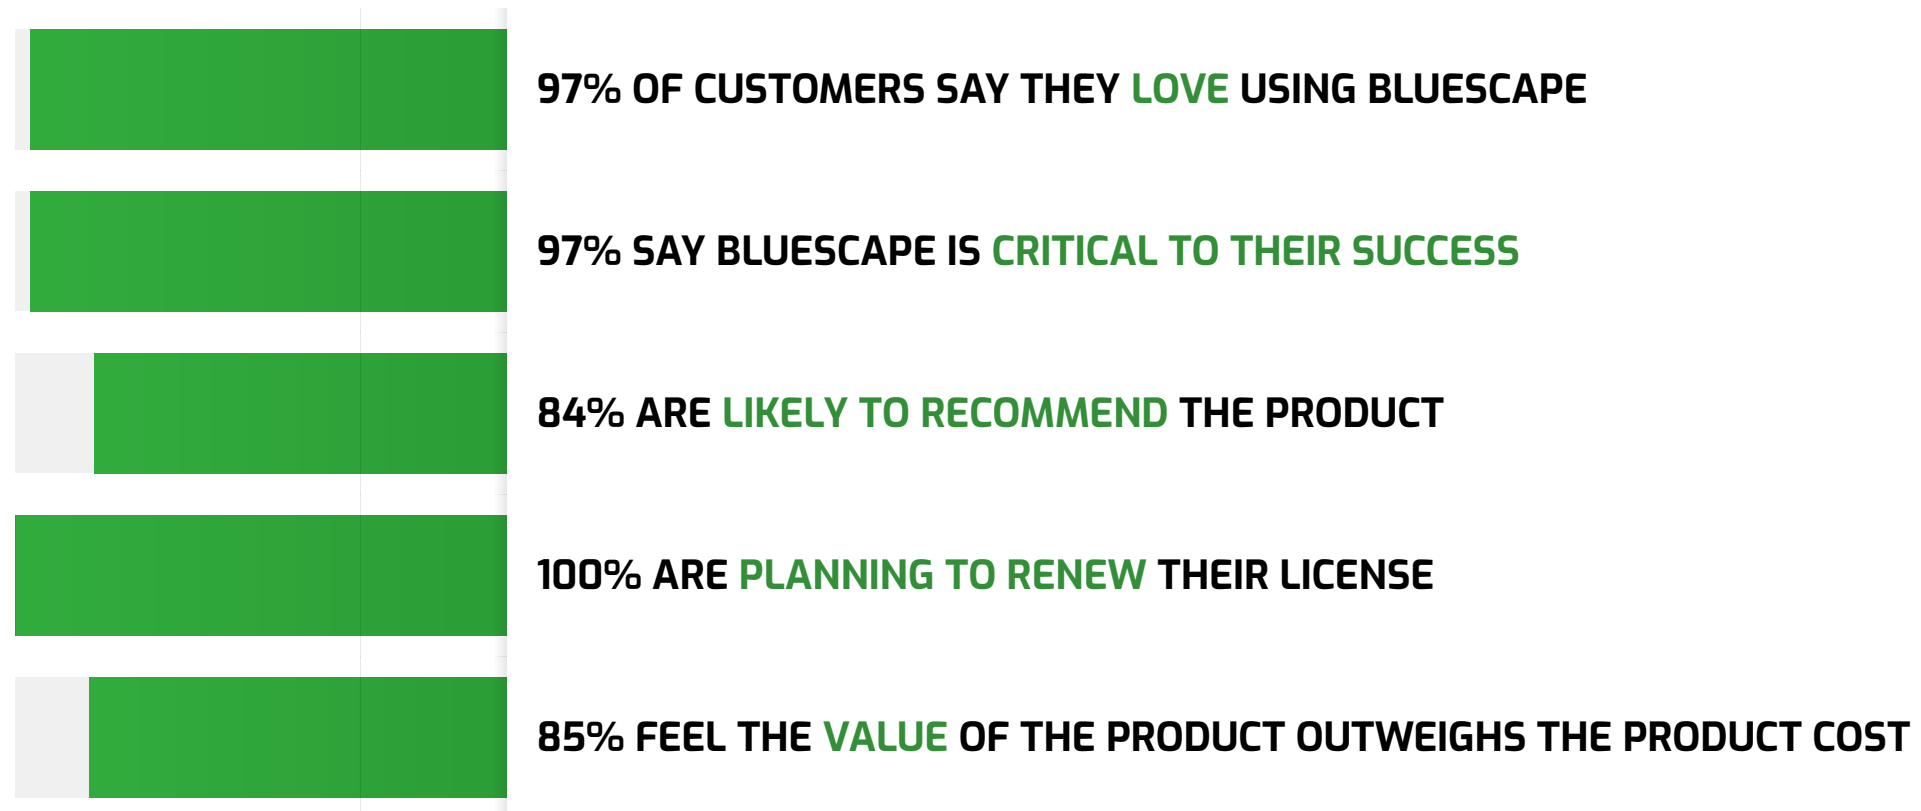 97% OF CUSTOMERS SAY THEY LOVE USING BLUESCAPE
97% SAY BLUESCAPE IS CRITICAL TO THEIR SUCCESS
84% ARE LIKELY TO RECOMMEND THE PRODUCT
100% ARE PLANNING TO RENEW THEIR LICENSE
85% FEEL THE VALUE OF THE PRODUCT OUTWEIGHS THE PRODUCT COST